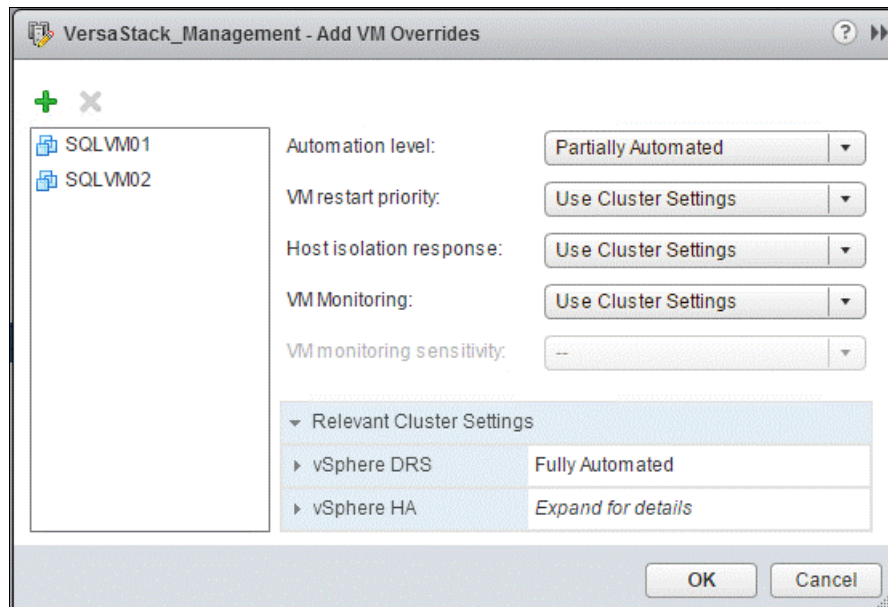 VersaStack_Management - Add VM Overrides
?
SQLVM01
SQLVM02
Automation level: Partially Automated
VM restart priority: Use Cluster Settings
Host isolation response: Use Cluster Settings
VM Monitoring: Use Cluster Settings
VM monitoring sensitivity: --
Relevant Cluster Settings
vSphere DRS Fully Automated
vSphere HA Expand for details
OK Cancel